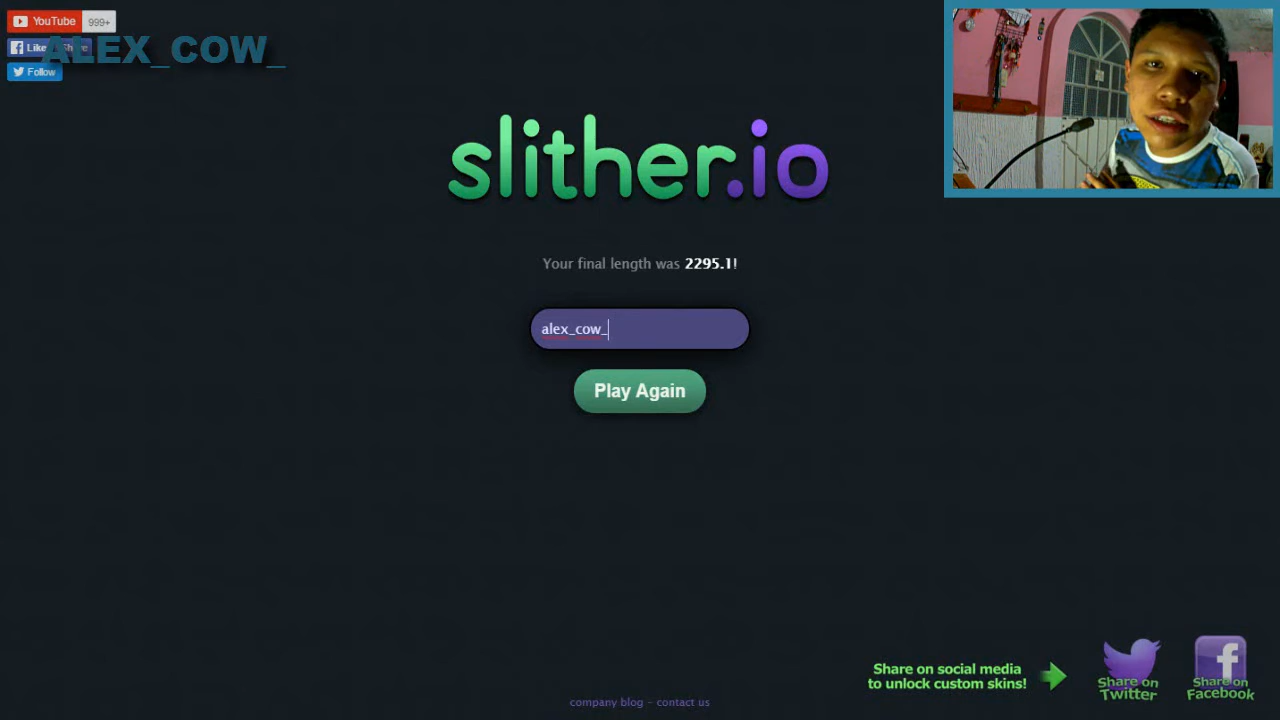 YouTube 999+
Like Share
ALEX_COW_
Follow
slither.io
Your final length was 2295.1!
alex_cow_
Play Again
Share on social media
to unlock custom skins!
Share on
Twitter
Share on
Facebook
company blog - contact us